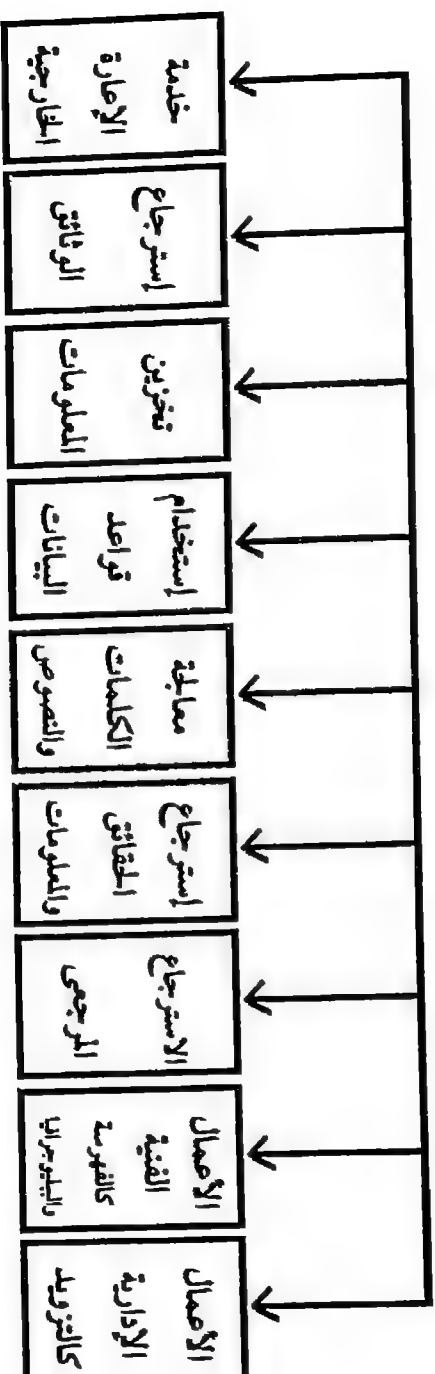 الأعمال
الإدارية
كالتزويد
الأعمال
الفنية
كالفهرسة
والببليوجرافيا
الاسترجاع
المرجعى
إسترجاع
الحقائق
والمعلومات
معالجة
الكلمات
والنصوص
إستخدام
قواعد
البيانات
تخزين
المعلومات
إسترجاع
الوثائق
خدمة
الإعارة
الخارجية